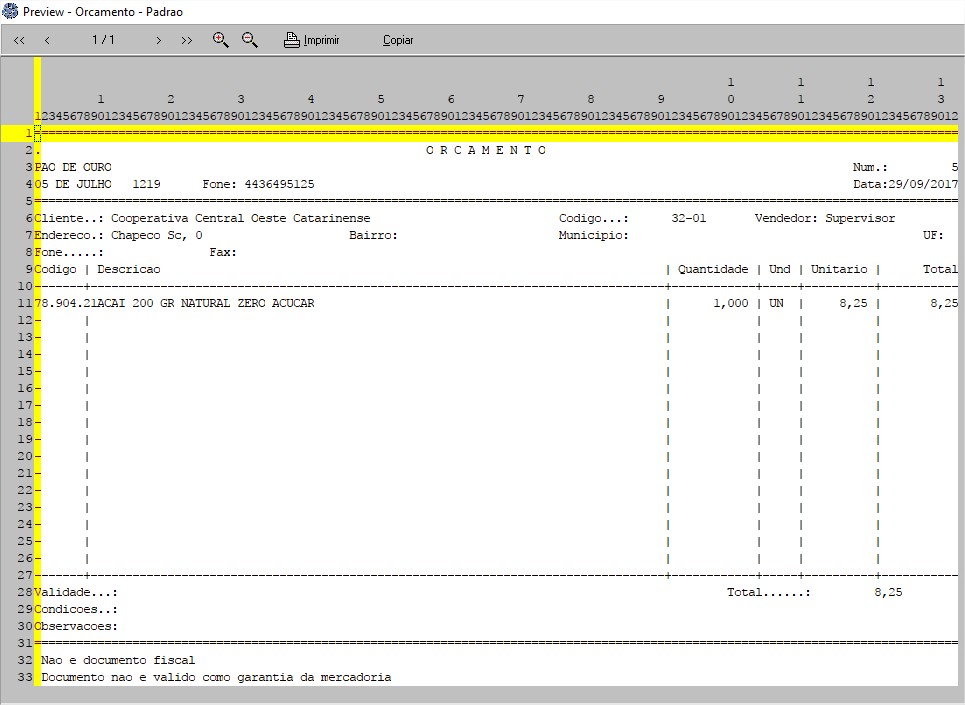 Preview - Orcamento - Padrao
<< < 1 / 1 > >> Imprimir Copiar
1 1 1 1
1 2 3 4 5 6 7 8 9 0 1 2 3
123456789012345678901234567890123456789012345678901234567890123456789012345678901234567890123456789012345678901234567890123456789012
1 ====================================================================================================================================
2 . O R C A M E N T O
3 PAO DE OURO Num.: 5
4 05 DE JULHO 1219 Fone: 4436495125 Data:29/09/2017
5 ====================================================================================================================================
6 Cliente..: Cooperativa Central Oeste Catarinense Codigo...: 32-01 Vendedor: Supervisor
7 Endereco.: Chapeco Sc, 0 Bairro: Municipio: UF:
8 Fone.....: Fax:
9 Codigo | Descricao | Quantidade | Und | Unitario | Total
10 -------+----------------------------------------------------------------------------------+------------+-----+----------+-----------
11 78.904.21ACAI 200 GR NATURAL ZERO ACUCAR | 1,000 | UN | 8,25 | 8,25
12 - | | | | |
13 - | | | | |
14 - | | | | |
15 - | | | | |
16 - | | | | |
17 - | | | | |
18 - | | | | |
19 - | | | | |
20 - | | | | |
21 - | | | | |
22 - | | | | |
23 - | | | | |
24 - | | | | |
25 - | | | | |
26 - | | | | |
27 -------+----------------------------------------------------------------------------------+------------+-----+----------+-----------
28 Validade...: Total......: 8,25
29 Condicoes..:
30 Observacoes:
31 ====================================================================================================================================
32 Nao e documento fiscal
33 Documento nao e valido como garantia da mercadoria